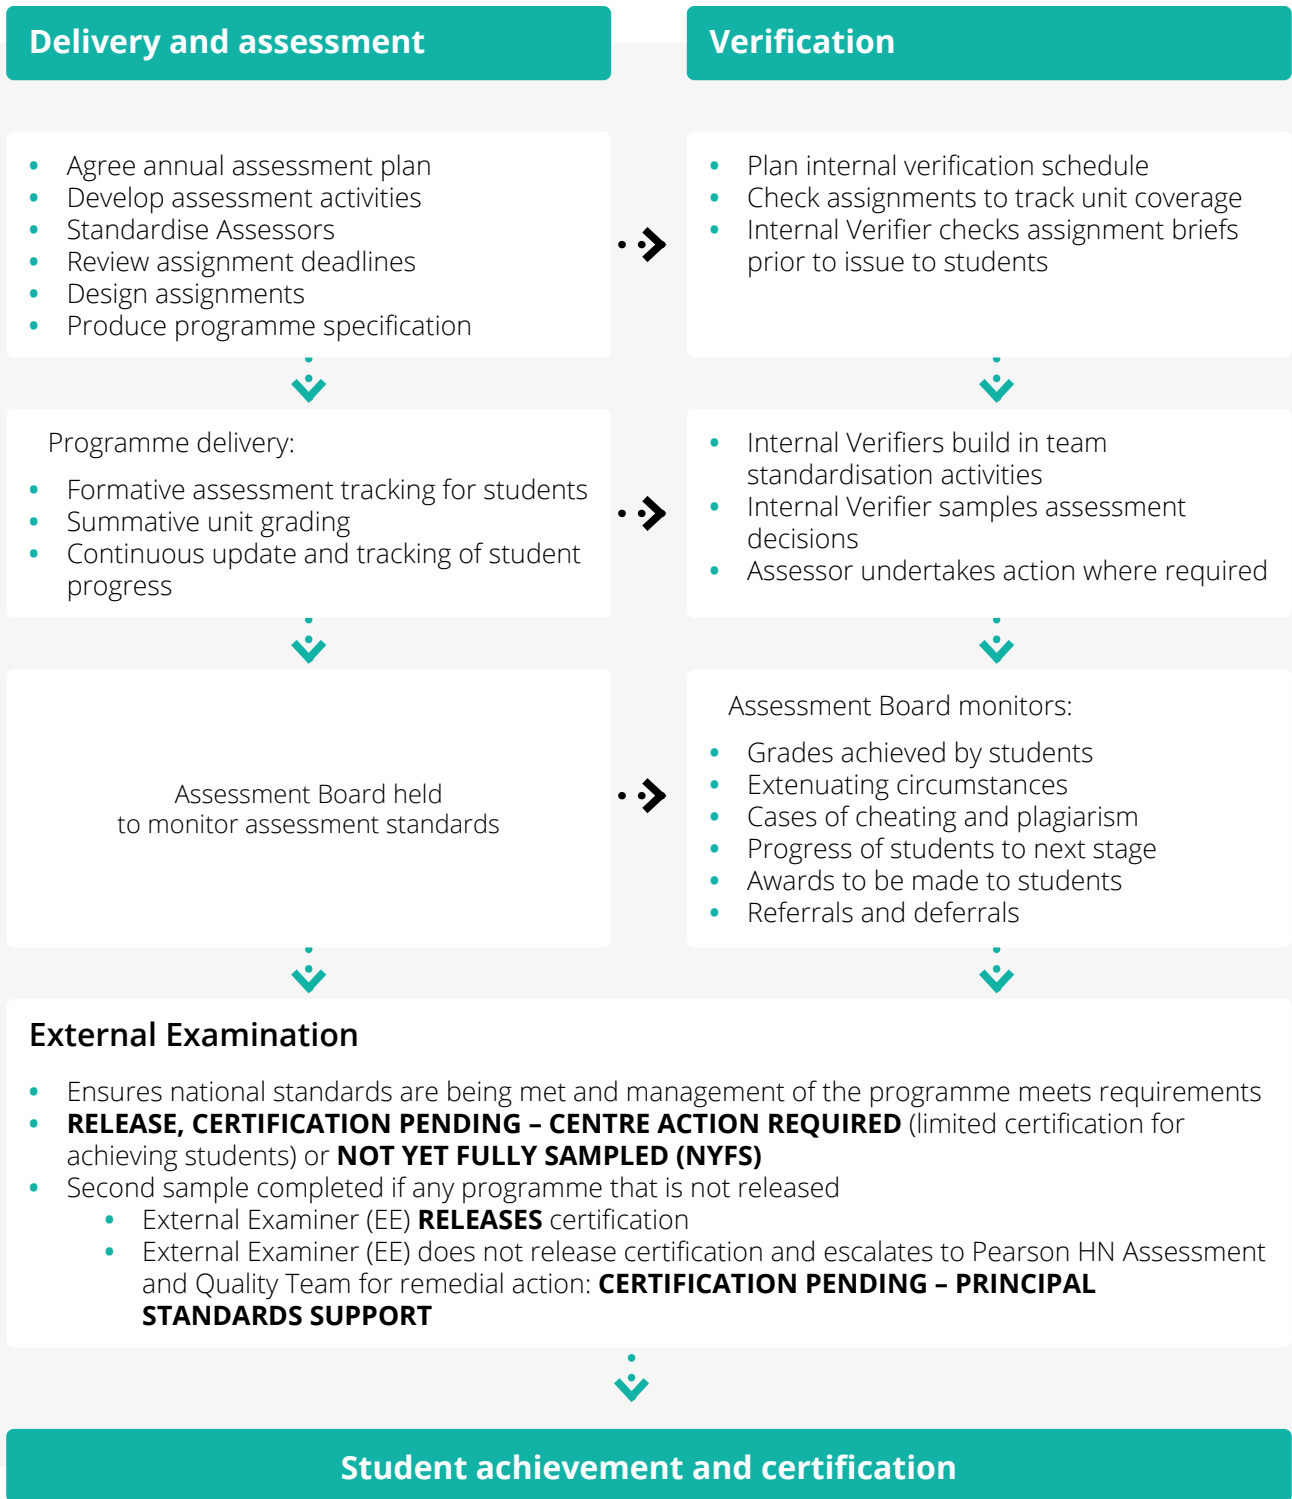 Delivery and assessment
Verification
• Agree annual assessment plan
• Develop assessment activities
• Standardise Assessors
• Review assignment deadlines
• Design assignments
• Produce programme specification
• Plan internal verification schedule
• Check assignments to track unit coverage
• Internal Verifier checks assignment briefs
prior to issue to students
Programme delivery:
• Formative assessment tracking for students
• Summative unit grading
• Continuous update and tracking of student
progress
• Internal Verifiers build in team
standardisation activities
• Internal Verifier samples assessment
decisions
• Assessor undertakes action where required
Assessment Board held
to monitor assessment standards
Assessment Board monitors:
• Grades achieved by students
• Extenuating circumstances
• Cases of cheating and plagiarism
• Progress of students to next stage
• Awards to be made to students
• Referrals and deferrals
External Examination
• Ensures national standards are being met and management of the programme meets requirements
• RELEASE, CERTIFICATION PENDING – CENTRE ACTION REQUIRED (limited certification for
achieving students) or NOT YET FULLY SAMPLED (NYFS)
• Second sample completed if any programme that is not released
• External Examiner (EE) RELEASES certification
• External Examiner (EE) does not release certification and escalates to Pearson HN Assessment
and Quality Team for remedial action: CERTIFICATION PENDING – PRINCIPAL
STANDARDS SUPPORT
Student achievement and certification